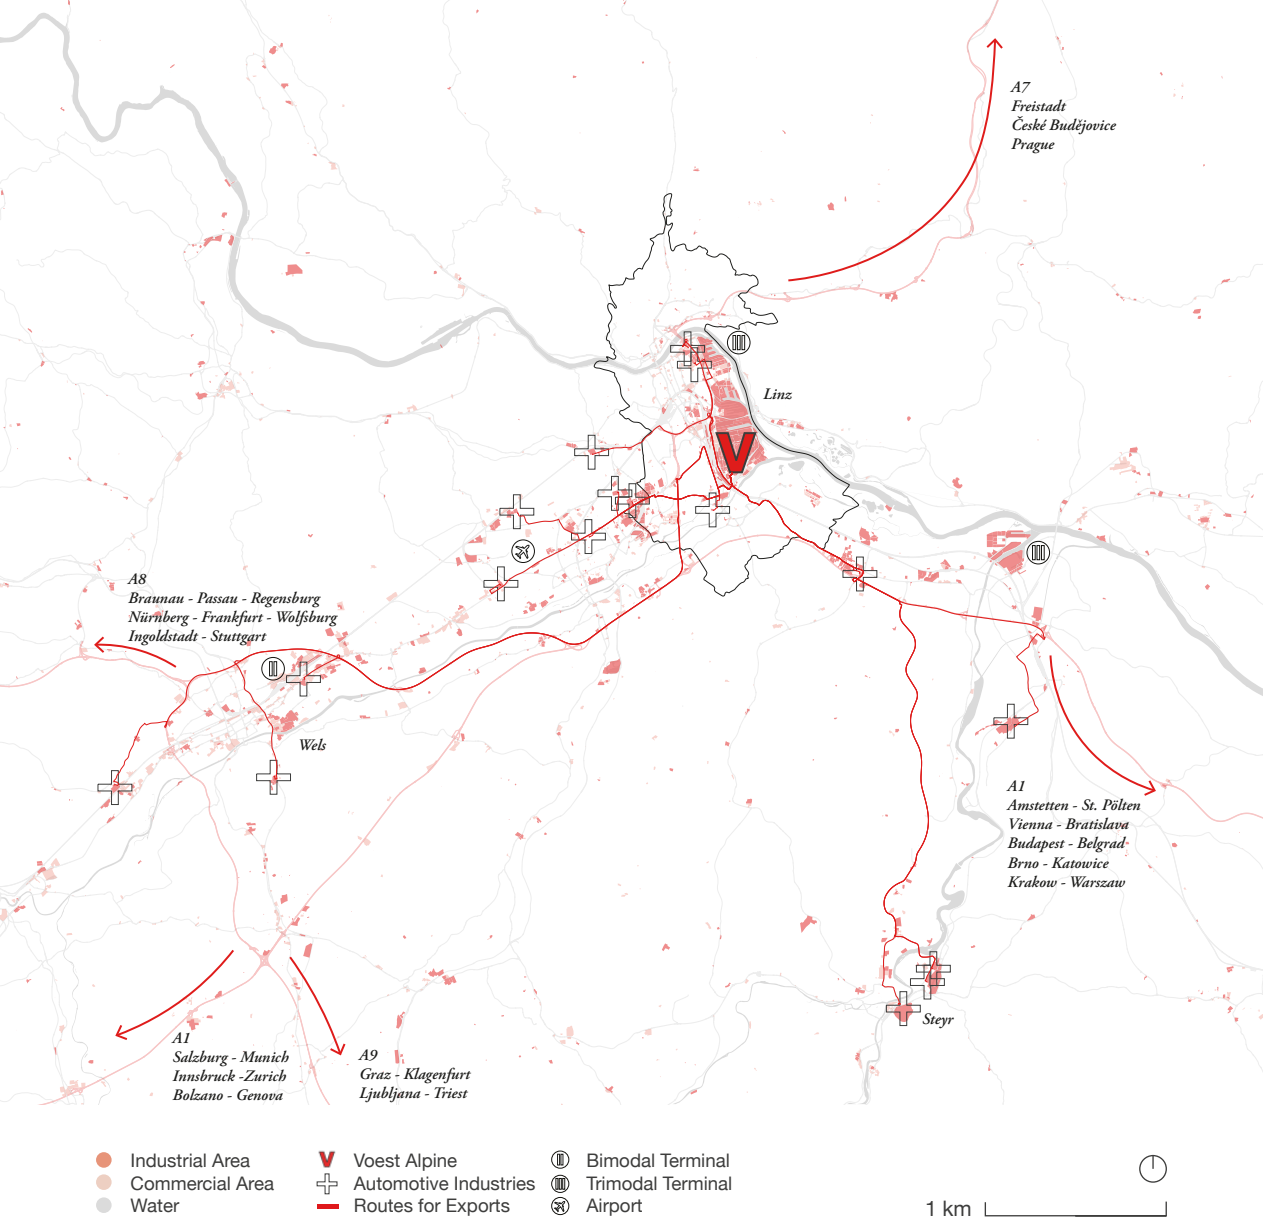 A7
Freistadt
České Budějovice
Prague
Linz
V
A8
Braunau - Passau - Regensburg
Nürnberg - Frankfurt - Wolfsburg
Ingoldstadt - Stuttgart
Wels
A1
Amstetten - St. Pölten
Vienna - Bratislava
Budapest - Belgrad
Brno - Katowice
Krakow - Warszaw
Steyr
A1
Salzburg - Munich
Innsbruck -Zurich
Bolzano - Genova
A9
Graz - Klagenfurt
Ljubljana - Triest
Industrial Area
Commercial Area
Water
V Voest Alpine
Automotive Industries
Routes for Exports
Bimodal Terminal
Trimodal Terminal
Airport
1 km